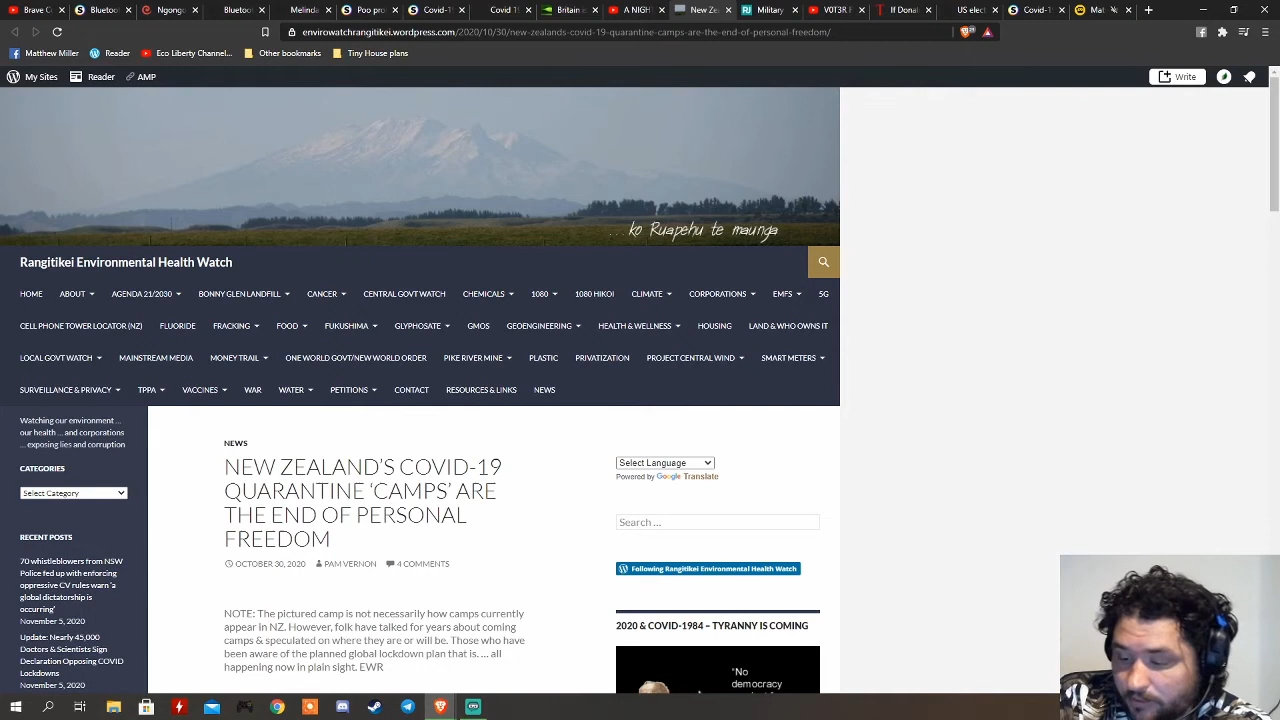 Brave C
S Covid-1
S Covid-1
S Covid-1
Covid 1
Britain c
NIGHT
New Ze
Military
VOT3R F
If Dona
US elect
S Covid-1
Mat
New Ta
envirowatchrangitikei.wordpress.com/2020/10/30/new-zealands-covid-19-quarantine-camps-are-the-end-of-personal-freedom/
Matthew Miller
Reader
Eco Liberty Channel...
Other Bookmarks
Tiny House
My Sites
Reader
AMP
Write
...ko Ruapehu te maunga
Rangitikei Environmental Health Watch
HOME ABOUT AGENDA 21/2030 BONNY GLEN LANDFILL CANCER CENTRAL GOVT WATCH CHEMICALS 1080 1080 HIKOI CLIMATE CORPORATIONS EMFS 5G
CELL PHONE TOWER LOCATOR (NZ) FLUORIDE FRACKING FOOD FUKUSHIMA GLYPHOSATE GMOS GEOENGINEERING HEALTH & WELLNESS HOUSING LAND & WHO OWNS IT
LOCAL GOVT WATCH MAINSTREAM MEDIA MONEY TRAIL ONE WORLD GOVT/NEW WORLD ORDER PIKE RIVER MINE PLASTIC PRIVATIZATION PROJECT CENTRAL WIND SMART METERS
SURVEILLANCE & PRIVACY TPPA VACCINES WAR WATER PETITIONS CONTACT RESOURCES & LINKS NEWS
Watching our environment ...
our health ... and corporations
... exposing lies and corruption
CATEGORIES
Select Category
RECENT POSTS
70 whistleblowers from NSW
Police fed up with enforcing
oppressive CV rules warn 'a
global dictatorship is
occuring'
November 5, 2020
Update: Nearly 45,000
Doctors & Scientists Sign
Declaration Opposing COVID
Lockdowns
November 5, 2020
NEWS
NEW ZEALAND'S COVID-19
QUARANTINE 'CAMPS' ARE
THE END OF PERSONAL
FREEDOM
OCTOBER 30, 2020 PAM VERNON 4 COMMENTS
NOTE: The pictured camp is not necessarily how camps currently
appear in NZ. However, folk have talked for years about coming
camps & speculated on where they are or will be. Those who have
been aware of the planned global lockdown plan that is. ... all
happening now in plain sight. EWR
Select Language
Powered by Google Translate
Search ...
Following Rangitikei Environmental Health Watch
2020 & COVID-1984 – TYRANNY IS COMING
"No
democracy